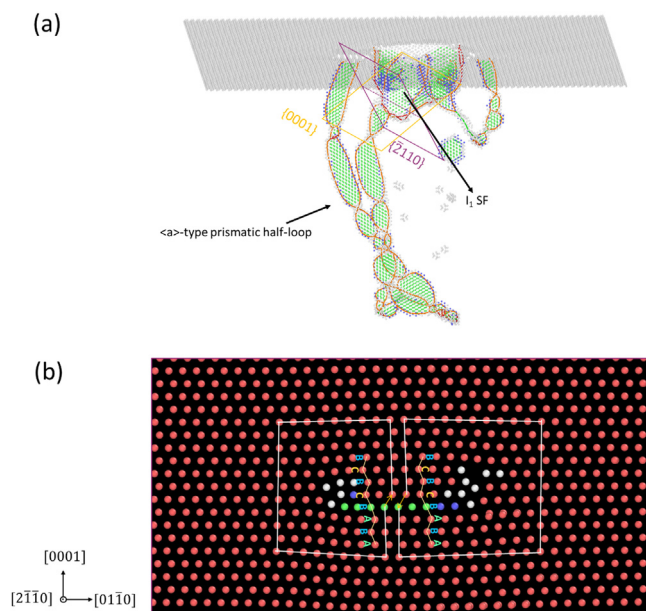 (a)
{0001}
{2̄110}
I₁ SF
<a>-type prismatic half-loop
(b)
B B
C C
B B
C C
B B
A A
B B
A A
[0001]
[21̄1̄0]
[011̄0]